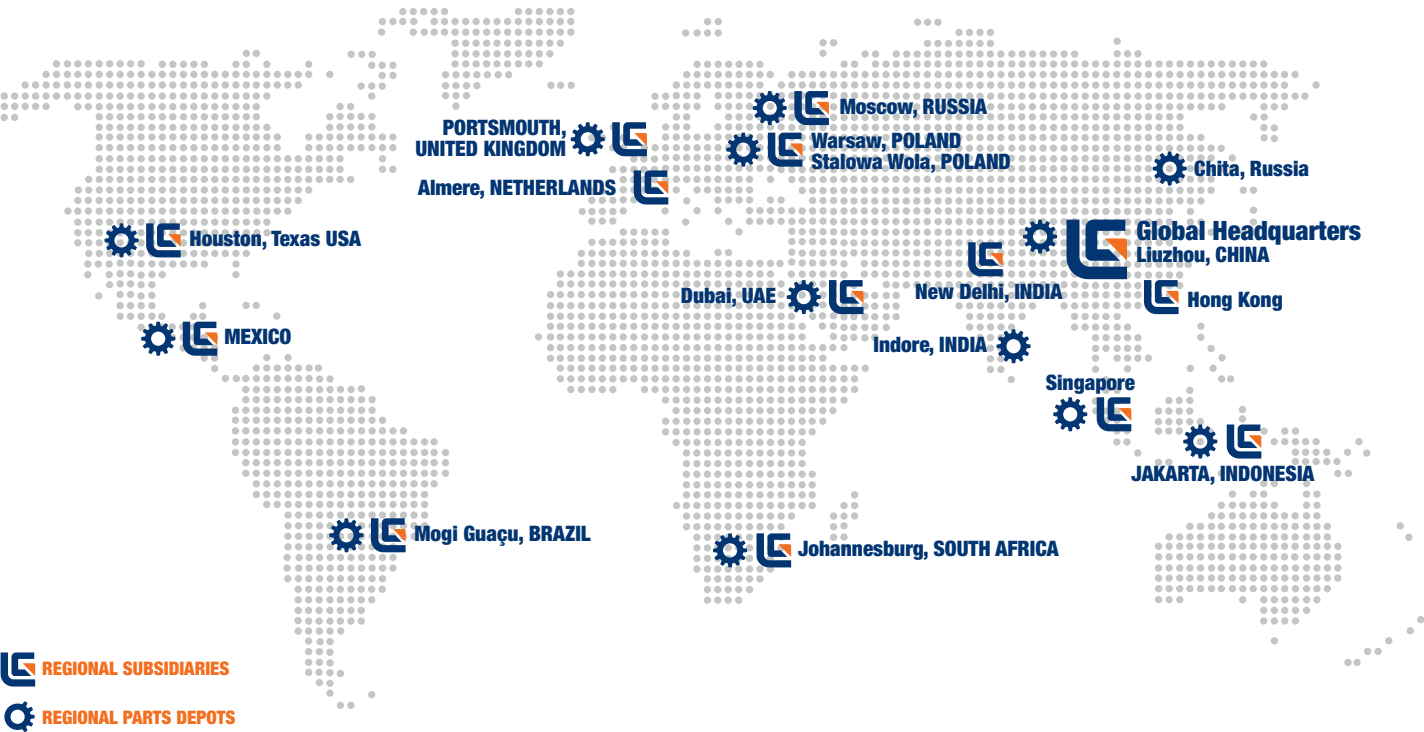 Moscow, RUSSIA
PORTSMOUTH,
UNITED KINGDOM
Warsaw, POLAND
Stalowa Wola, POLAND
Chita, Russia
Almere, NETHERLANDS
Houston, Texas USA
Global Headquarters
Liuzhou, CHINA
Dubai, UAE
New Delhi, INDIA
Hong Kong
MEXICO
Indore, INDIA
Singapore
JAKARTA, INDONESIA
Mogi Guaçu, BRAZIL
Johannesburg, SOUTH AFRICA
REGIONAL SUBSIDIARIES
REGIONAL PARTS DEPOTS